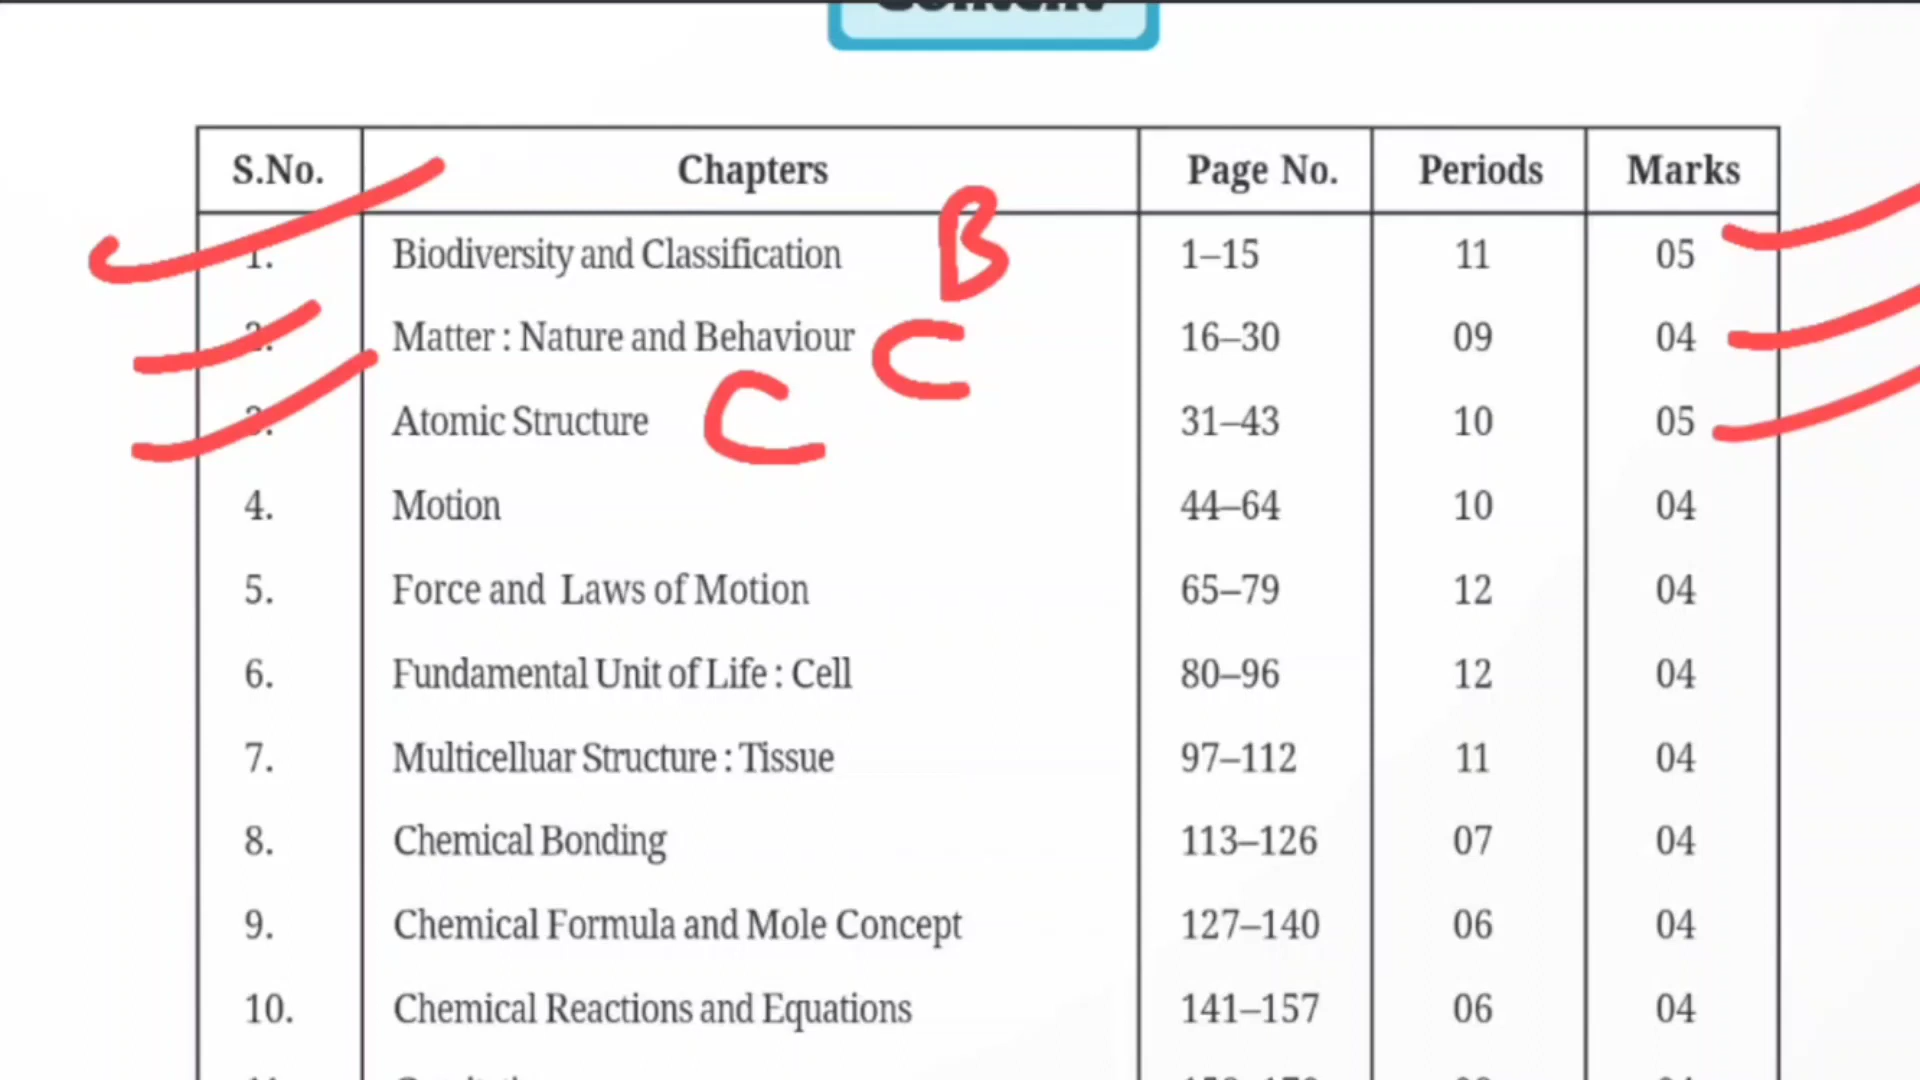 Content
S.No. Chapters Page No. Periods Marks
1. Biodiversity and Classification B 1–15 11 05
2. Matter : Nature and Behaviour C 16–30 09 04
3. Atomic Structure C 31–43 10 05
4. Motion 44–64 10 04
5. Force and Laws of Motion 65–79 12 04
6. Fundamental Unit of Life : Cell 80–96 12 04
7. Multicelluar Structure : Tissue 97–112 11 04
8. Chemical Bonding 113–126 07 04
9. Chemical Formula and Mole Concept 127–140 06 04
10. Chemical Reactions and Equations 141–157 06 04